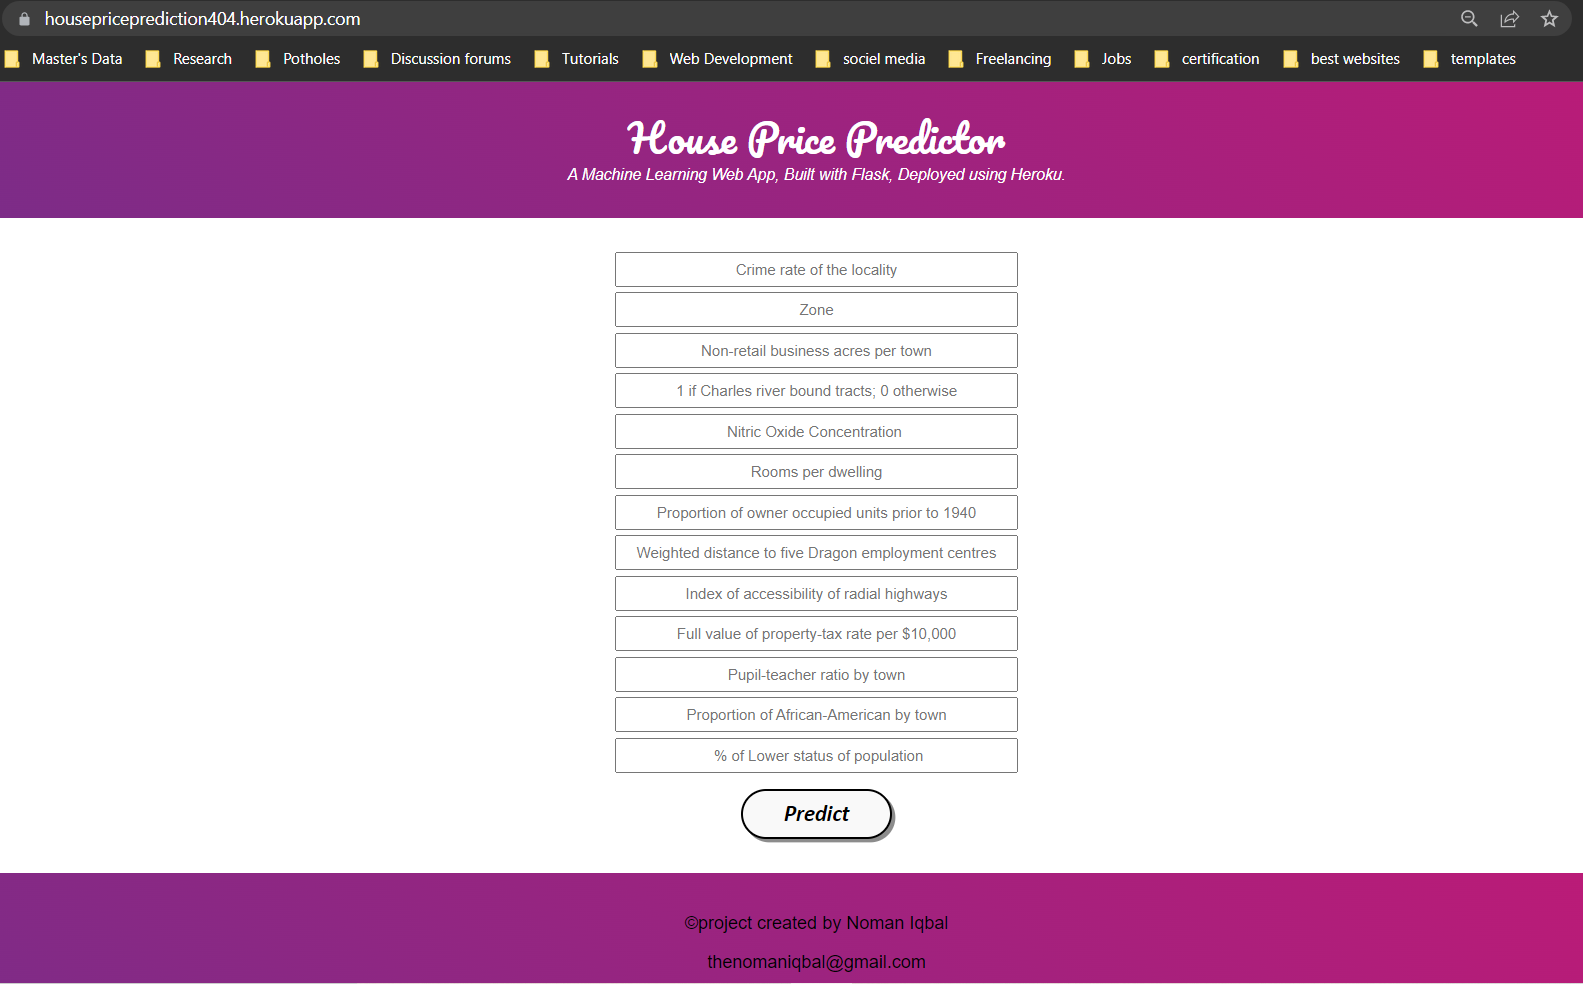 housepriceprediction404.herokuapp.com
Master's Data Research Potholes Discussion forums Tutorials Web Development sociel media Freelancing Jobs certification best websites templates
House Price Predictor
A Machine Learning Web App, Built with Flask, Deployed using Heroku.
Crime rate of the locality
Zone
Non-retail business acres per town
1 if Charles river bound tracts; 0 otherwise
Nitric Oxide Concentration
Rooms per dwelling
Proportion of owner occupied units prior to 1940
Weighted distance to five Dragon employment centres
Index of accessibility of radial highways
Full value of property-tax rate per $10,000
Pupil-teacher ratio by town
Proportion of African-American by town
% of Lower status of population
Predict
©project created by Noman Iqbal
thenomaniqbal@gmail.com